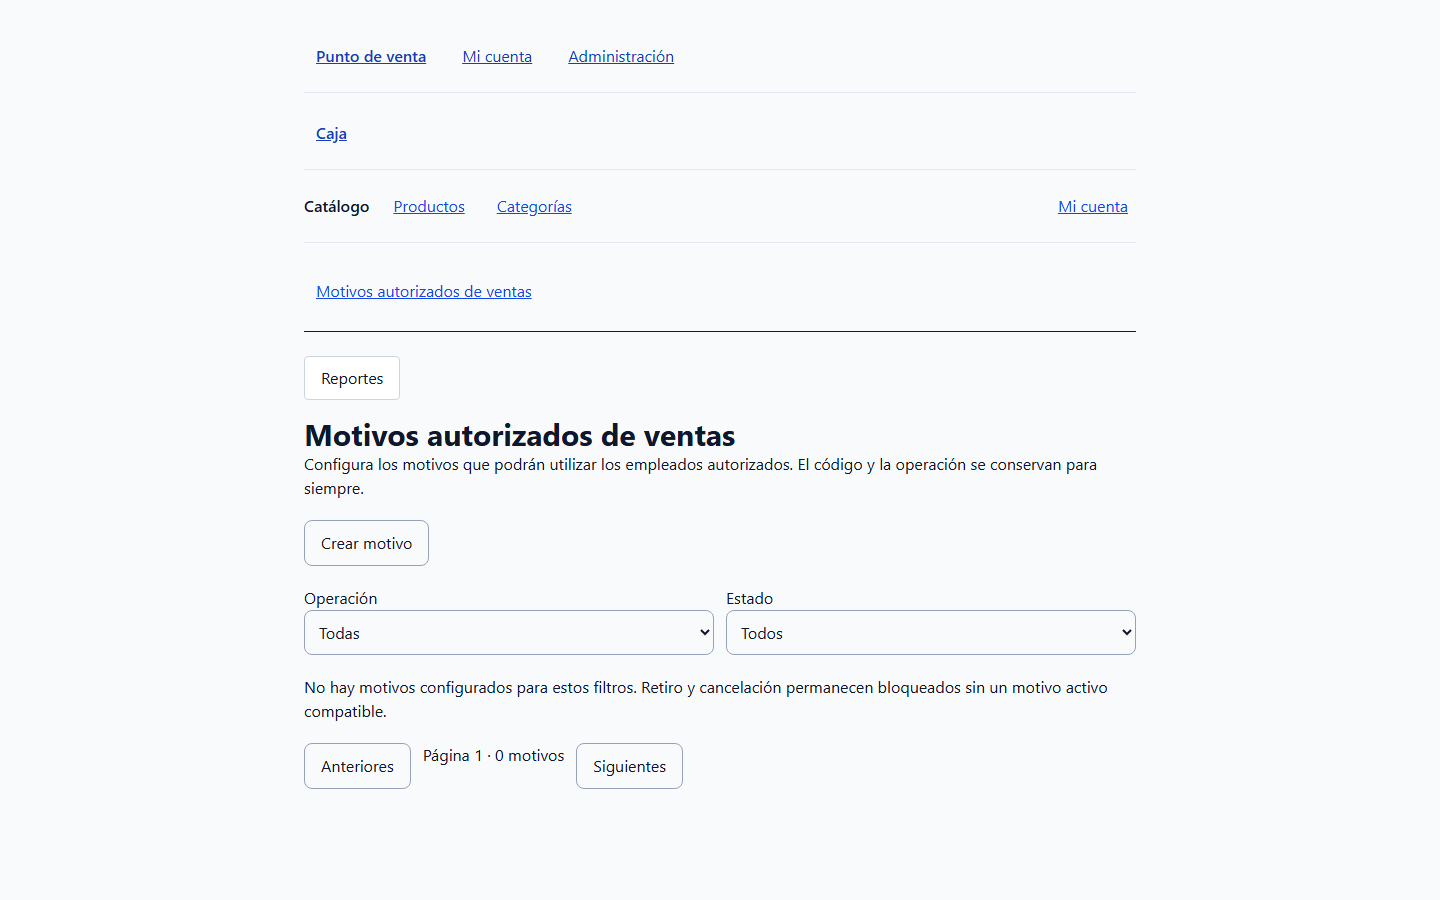 Punto de venta Mi cuenta Administración
Caja
Catálogo Productos Categorías Mi cuenta
Motivos autorizados de ventas
Reportes
Motivos autorizados de ventas
Configura los motivos que podrán utilizar los empleados autorizados. El código y la operación se conservan para
siempre.
Crear motivo
Operación Estado
Todas Todos
No hay motivos configurados para estos filtros. Retiro y cancelación permanecen bloqueados sin un motivo activo
compatible.
Anteriores Página 1 · 0 motivos Siguientes